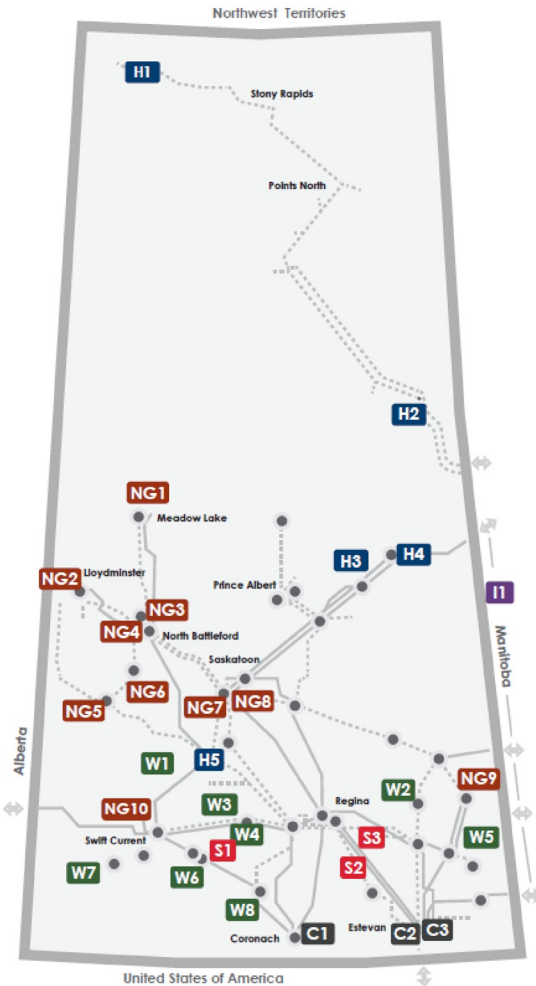 Northwest Territories
H1
Stony Rapids
Points North
H2
NG1
Meadow Lake
H3
H4
NG2
Lloydminster
Prince Albert
I1
NG3
NG4
North Battleford
Manitoba
Saskatoon
NG6
NG5
NG7
NG8
Alberta
W1
H5
W2
NG9
NG10
W3
Regina
W4
S3
W5
Swift Current
S1
W7
W6
S2
W8
Estevan
Coronach
C1
C2
C3
United States of America